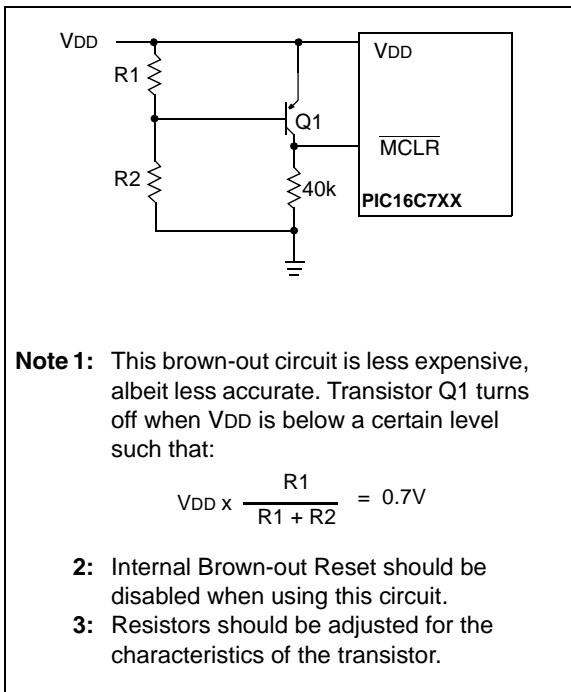 VDD
VDD
R1
Q1
MCLR
R2
40k
PIC16C7XX
Note 1: This brown-out circuit is less expensive,
albeit less accurate. Transistor Q1 turns
off when VDD is below a certain level
such that:
VDD x R1 / R1 + R2 = 0.7V
2: Internal Brown-out Reset should be
disabled when using this circuit.
3: Resistors should be adjusted for the
characteristics of the transistor.